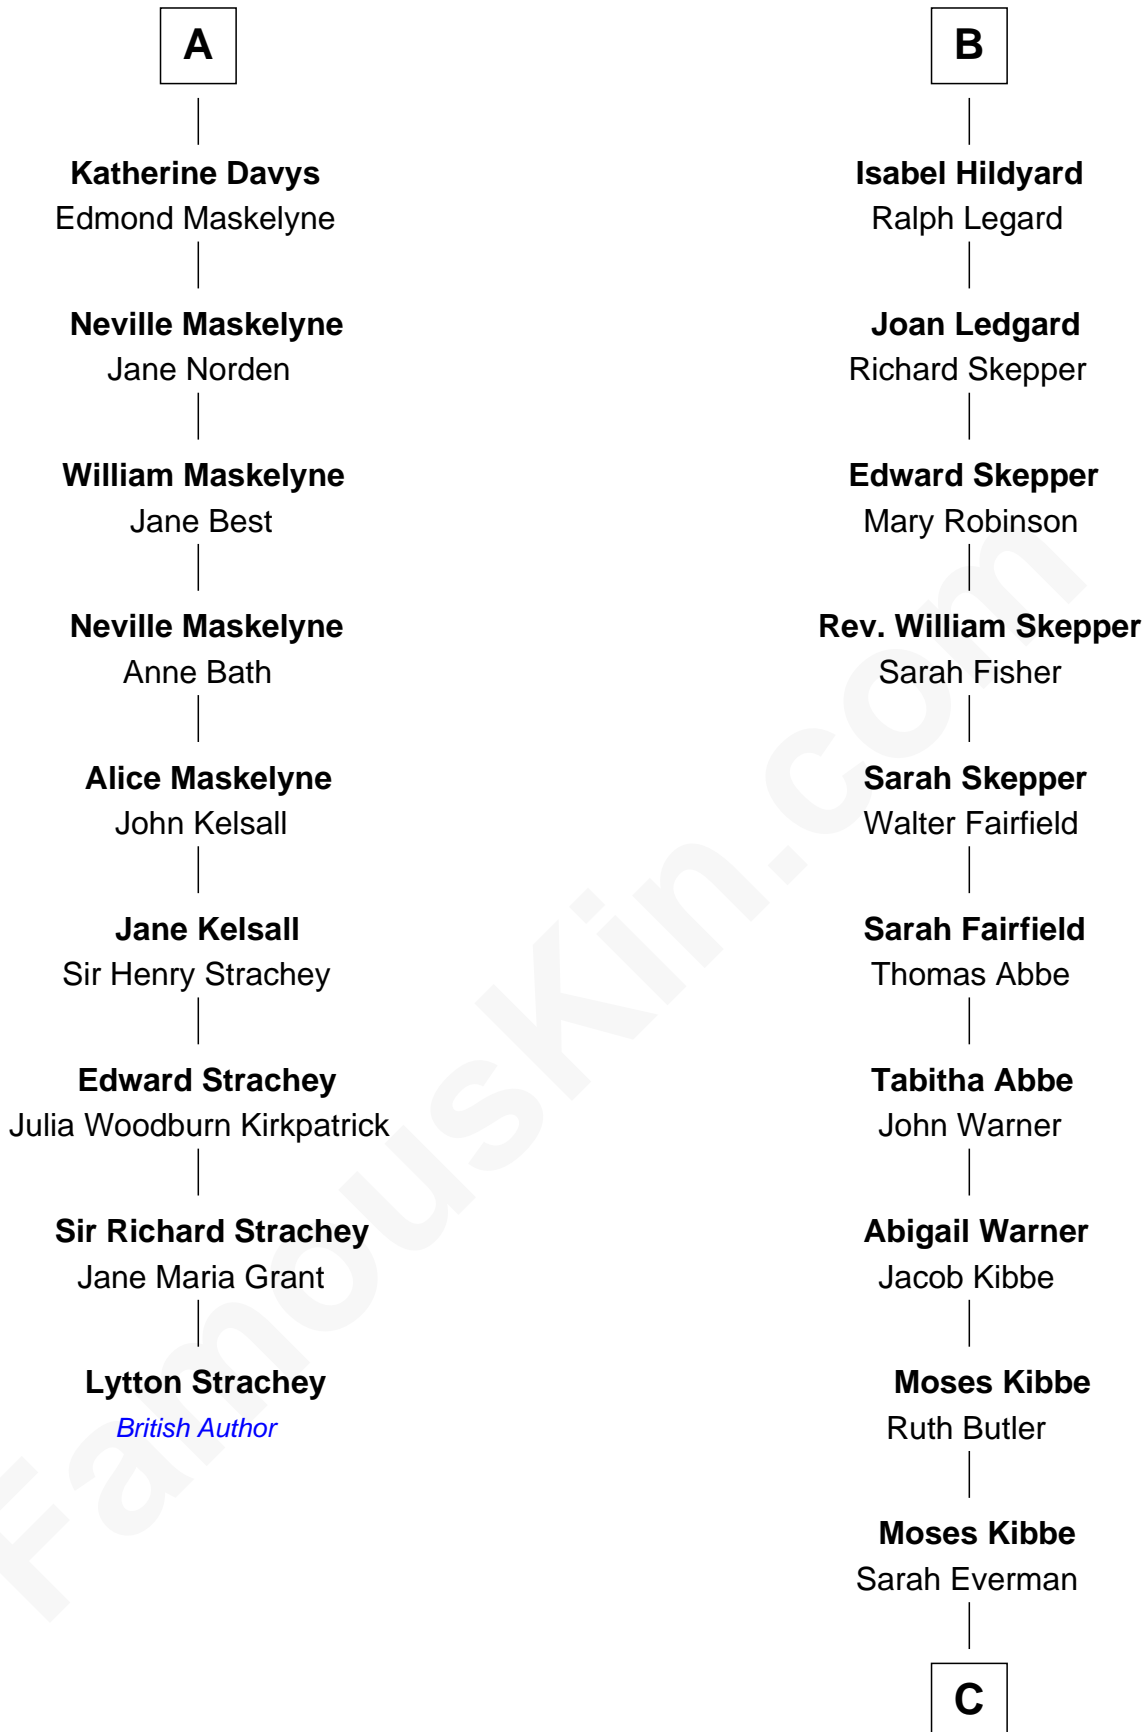 A
Katherine Davys
Edmond Maskelyne
Neville Maskelyne
Jane Norden
William Maskelyne
Jane Best
Neville Maskelyne
Anne Bath
Alice Maskelyne
John Kelsall
Jane Kelsall
Sir Henry Strachey
Edward Strachey
Julia Woodburn Kirkpatrick
Sir Richard Strachey
Jane Maria Grant
Lytton Strachey
British Author
B
Isabel Hildyard
Ralph Legard
Joan Ledgard
Richard Skepper
Edward Skepper
Mary Robinson
Rev. William Skepper
Sarah Fisher
Sarah Skepper
Walter Fairfield
Sarah Fairfield
Thomas Abbe
Tabitha Abbe
John Warner
Abigail Warner
Jacob Kibbe
Moses Kibbe
Ruth Butler
Moses Kibbe
Sarah Everman
C
FamousKin.com